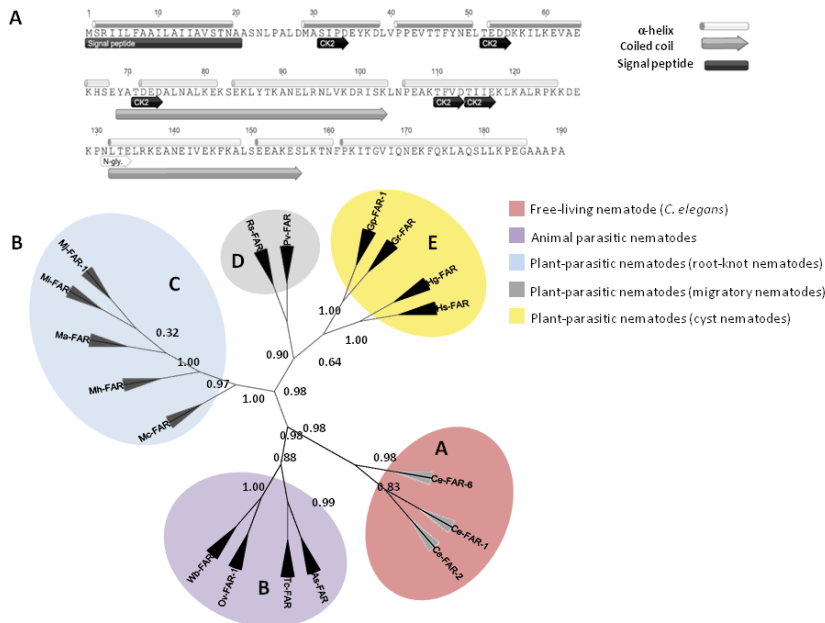 A
1 10 20 30 40 50 60
MSRIILFAAILAIIAVSTNAASNLPALDMASIPDEYKDLVPPEVTTFYNELTEDDKKILKEVAE
Signal peptide CK2 CK2
α-helix
Coiled coil
Signal peptide
70 80 90 100 110 120
KHSEYATDEDALNALKEKSEKLYTKANELRNLVKDRISKLNPEAKTFVDTIIEKLKALRPKKDE
CK2 CK2 CK2
130 140 150 160 170 180 190
KPNLTELRKEANEIVEKFKALSEEAKESLKTNFPKITGVIQNEKFQKLAQSLLKPEGAAAPA
N-gly.
B
C
Mj-FAR-1
Mi-FAR
Ma-FAR
Mh-FAR
Mc-FAR
0.32
1.00
0.97
1.00
D
Rs-FAR
Pv-FAR
0.90
E
Gp-FAR-1
Gr-FAR
Hg-FAR
Hs-FAR
1.00
1.00
0.64
0.98
0.98
0.98
0.88
1.00
0.99
B
Wb-FAR
Ov-FAR-1
Tc-FAR
As-FAR
A
0.98
0.83
Ce-FAR-6
Ce-FAR-1
Ce-FAR-2
Free-living nematode (C. elegans)
Animal parasitic nematodes
Plant-parasitic nematodes (root-knot nematodes)
Plant-parasitic nematodes (migratory nematodes)
Plant-parasitic nematodes (cyst nematodes)